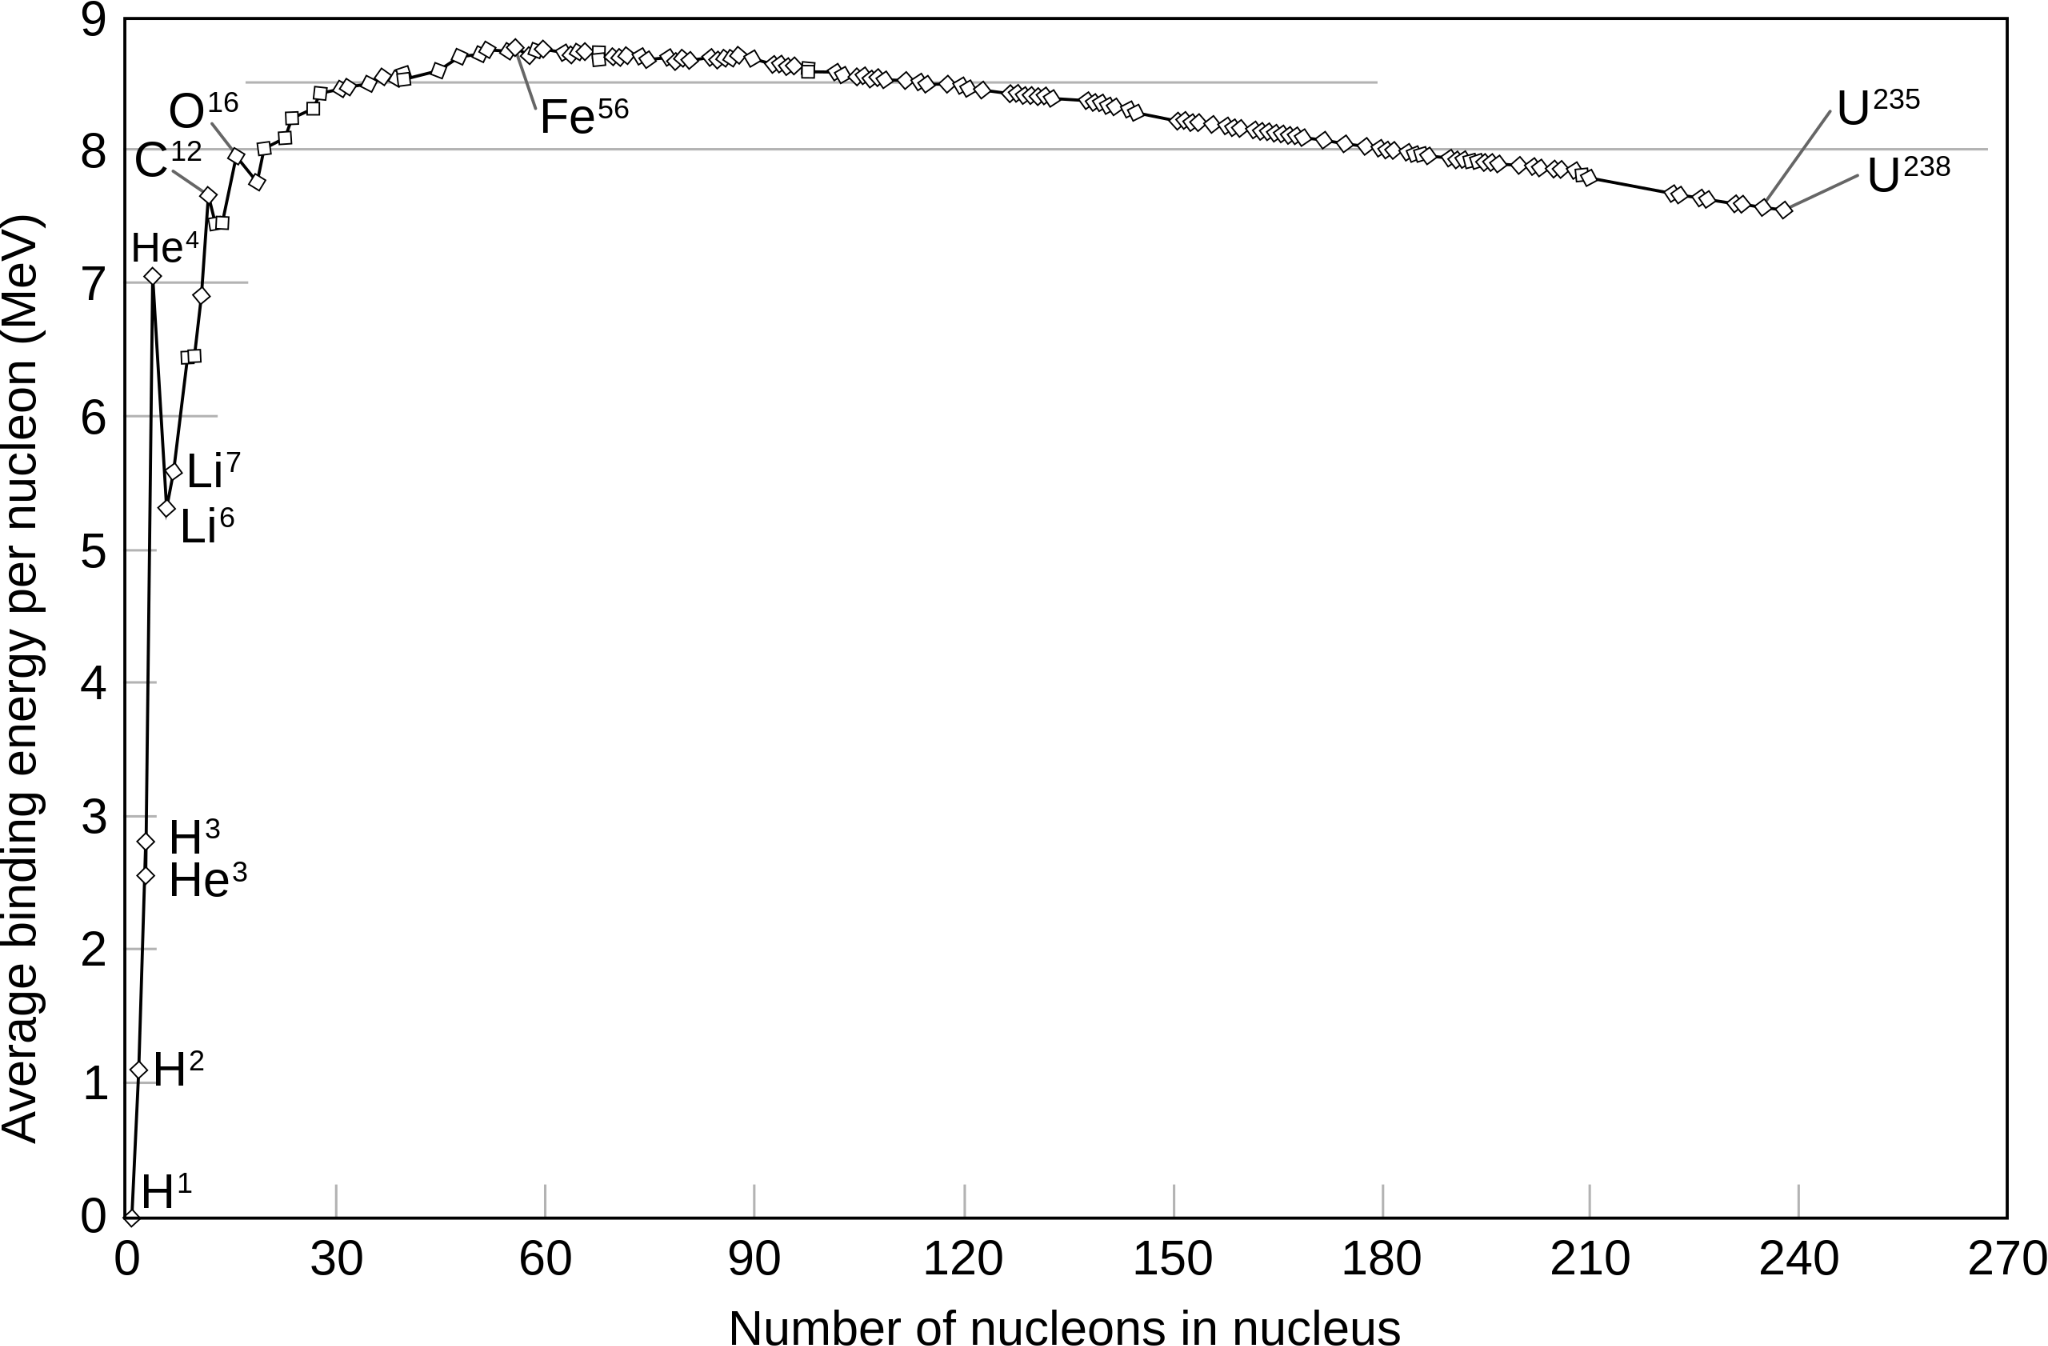 Average binding energy per nucleon (MeV)
9
8
7
6
5
4
3
2
1
0
O¹⁶
C¹²
He⁴
Fe⁵⁶
U²³⁵
U²³⁸
Li⁷
Li⁶
H³
He³
H²
H¹
0 30 60 90 120 150 180 210 240 270
Number of nucleons in nucleus